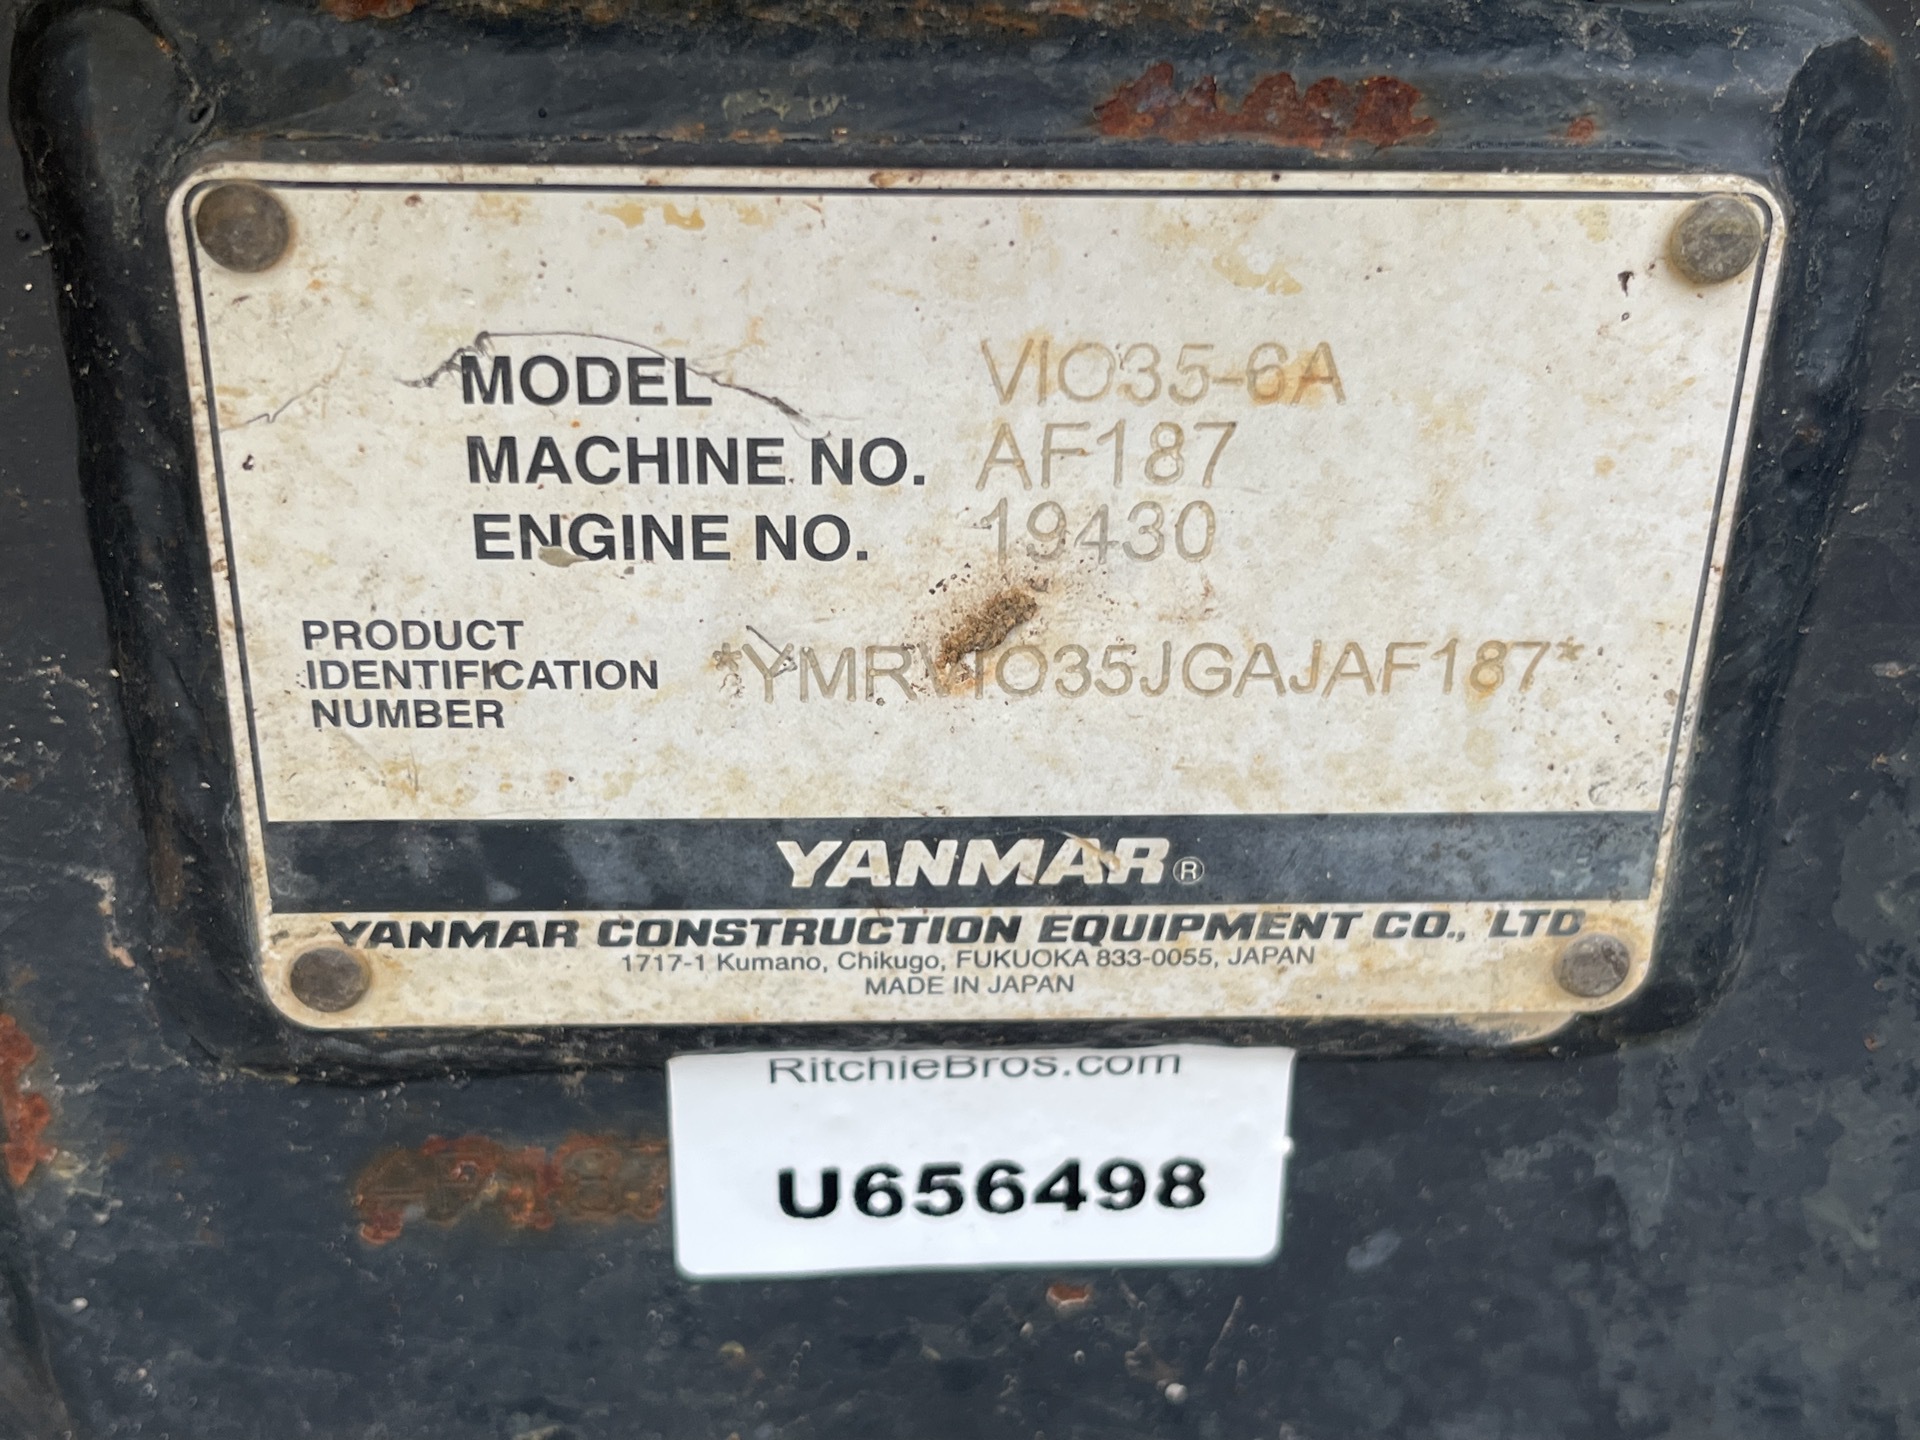 MODEL VIO35-6A
MACHINE NO. AF187
ENGINE NO. 19430
PRODUCT
IDENTIFICATION
NUMBER
*YMRVIO35JGAJAF187*
YANMAR®
YANMAR CONSTRUCTION EQUIPMENT CO., LTD
1717-1 Kumano, Chikugo, FUKUOKA 833-0055, JAPAN
MADE IN JAPAN
RitchieBros.com
U656498